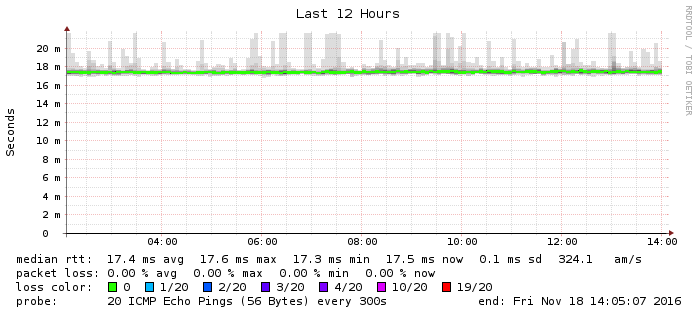 Last 12 Hours
RRDTOOL / TOBI OETIKER
Seconds
20 m
18 m
16 m
14 m
12 m
10 m
8 m
6 m
4 m
2 m
0
04:00 06:00 08:00 10:00 12:00 14:00
median rtt: 17.4 ms avg 17.6 ms max 17.3 ms min 17.5 ms now 0.1 ms sd 324.1 am/s
packet loss: 0.00 % avg 0.00 % max 0.00 % min 0.00 % now
loss color: 0 1/20 2/20 3/20 4/20 10/20 19/20
probe: 20 ICMP Echo Pings (56 Bytes) every 300s end: Fri Nov 18 14:05:07 2016